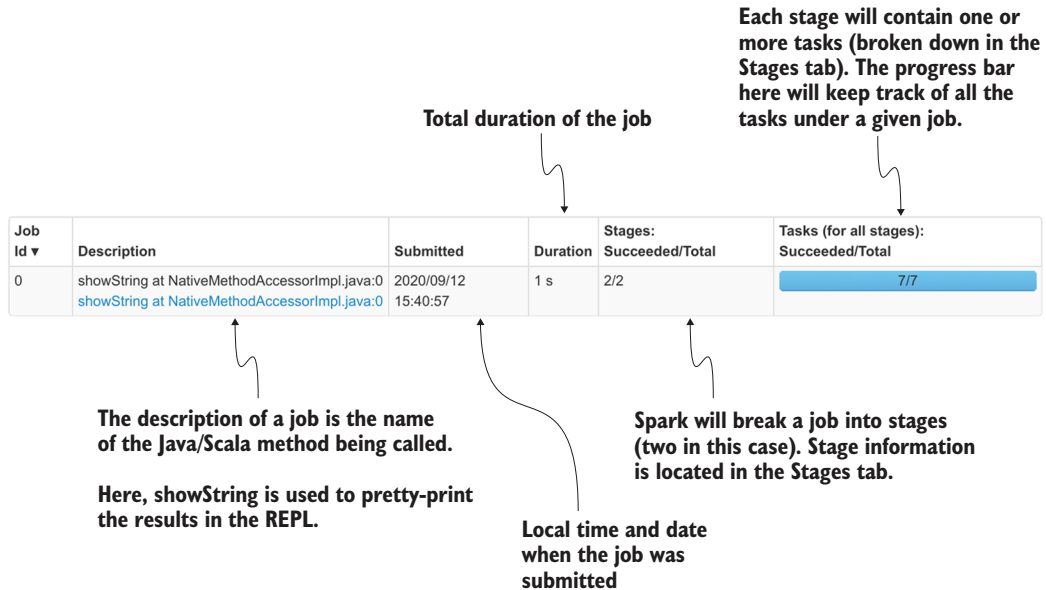 Each stage will contain one or
more tasks (broken down in the
Stages tab). The progress bar
here will keep track of all the
tasks under a given job.
Total duration of the job
Job
Id ▾
Description
Submitted
Duration
Stages:
Succeeded/Total
Tasks (for all stages):
Succeeded/Total
0
showString at NativeMethodAccessorImpl.java:0
showString at NativeMethodAccessorImpl.java:0
2020/09/12
15:40:57
1 s
2/2
7/7
The description of a job is the name
of the Java/Scala method being called.
Here, showString is used to pretty-print
the results in the REPL.
Spark will break a job into stages
(two in this case). Stage information
is located in the Stages tab.
Local time and date
when the job was
submitted